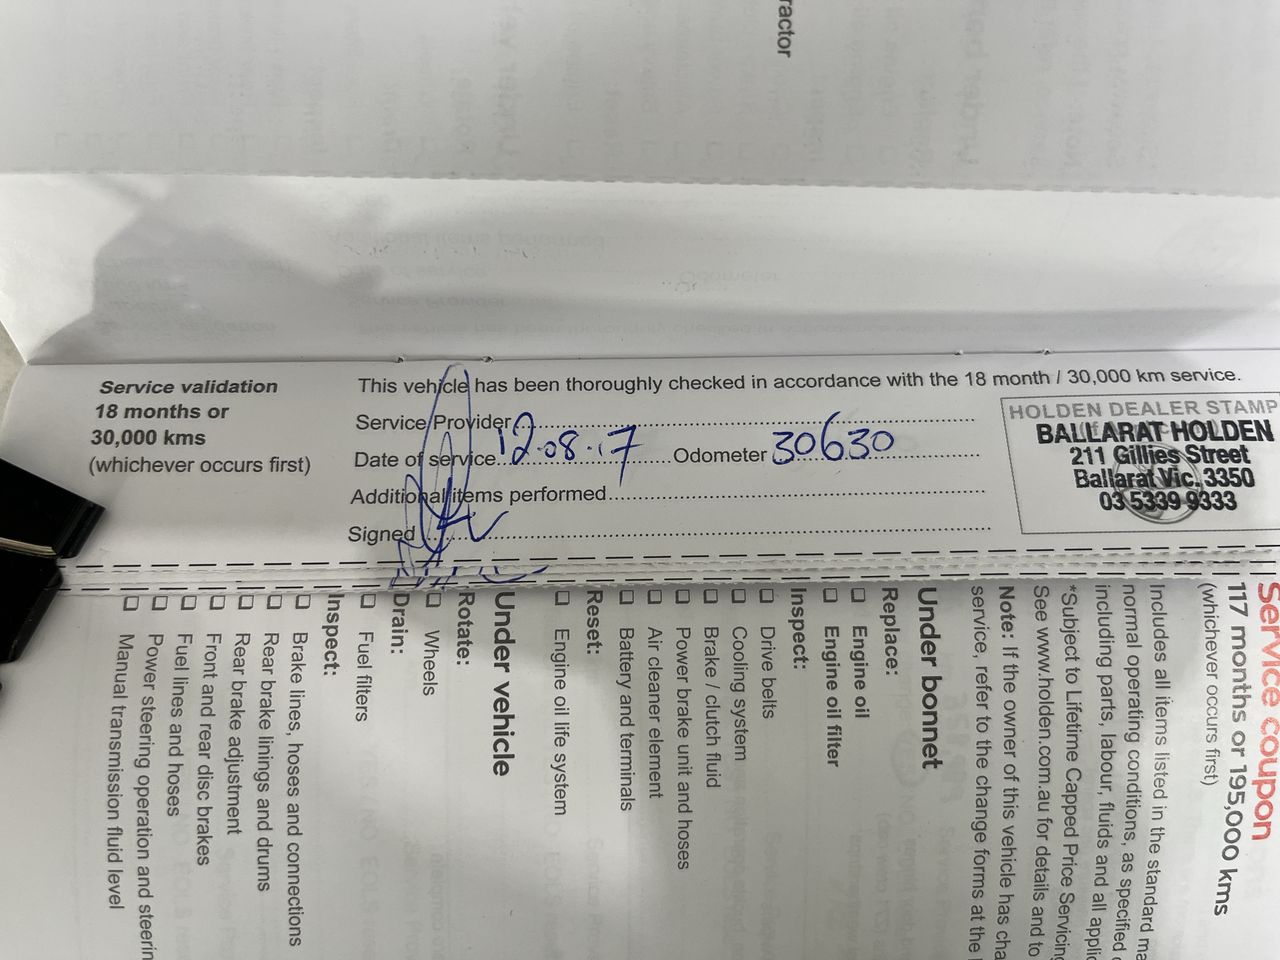 ractor
Service validation
18 months or
30,000 kms
(whichever occurs first)
This vehicle has been thoroughly checked in accordance with the 18 month / 30,000 km service.
Service Provider
Date of service 12.08.17 Odometer 30630
Additional items performed
Signed
HOLDEN DEALER STAMP
BALLARAT HOLDEN
211 Gillies Street
Ballarat Vic. 3350
03 5339 9333
Service coupon
117 months or 195,000 kms
(whichever occurs first)
Includes all items listed in the standard
normal operating conditions, as specified
including parts, labour, fluids and all
*Subject to Lifetime Capped Price Servicing
See www.holden.com.au for details and to
Note: If the owner of this vehicle has
service, refer to the change forms at the
Under bonnet
Replace:
Engine oil
Engine oil filter
Inspect:
Drive belts
Cooling system
Brake / clutch fluid
Power brake unit and hoses
Air cleaner element
Battery and terminals
Reset:
Engine oil life system
Under vehicle
Rotate:
Wheels
Drain:
Fuel filters
Inspect:
Brake lines, hoses and connections
Rear brake linings and drums
Rear brake adjustment
Front and rear disc brakes
Fuel lines and hoses
Power steering operation and
Manual transmission fluid level